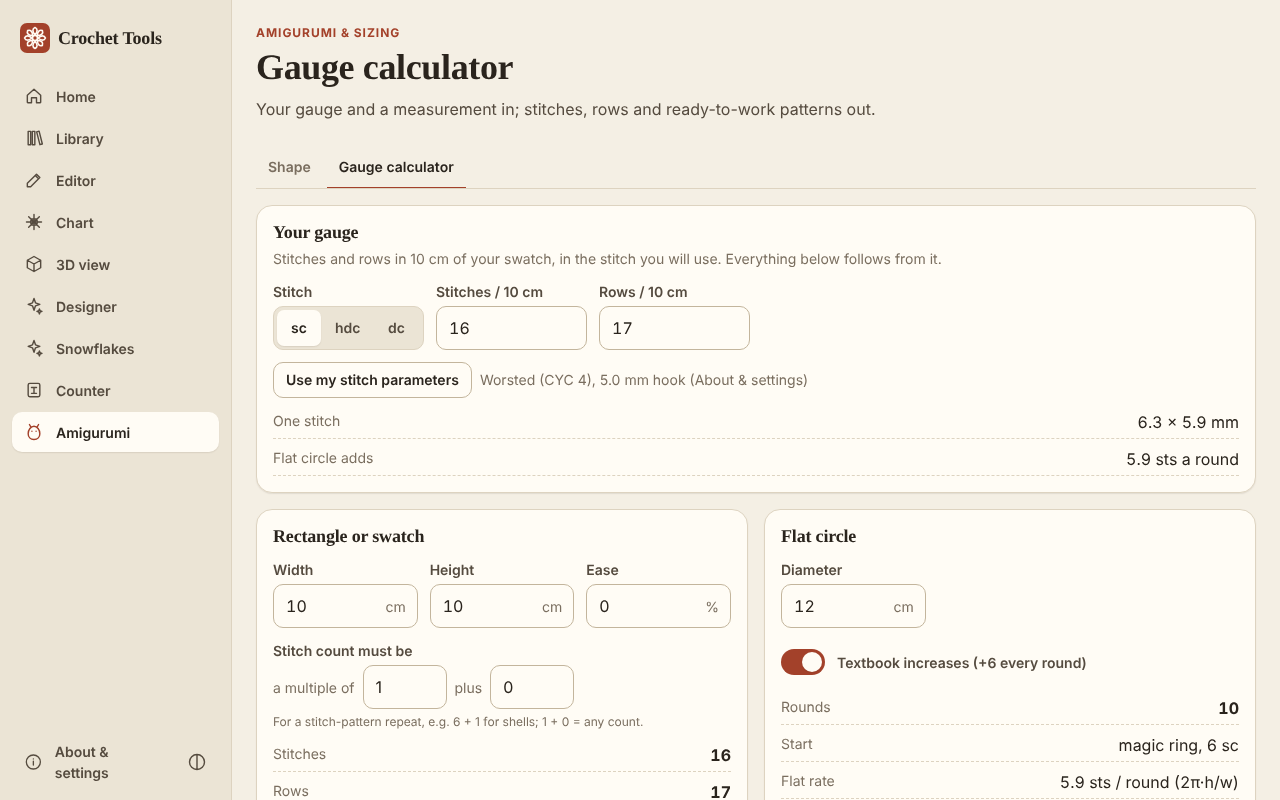 Crochet Tools
Home
Library
Editor
Chart
3D view
Designer
Snowflakes
Counter
Amigurumi
About &
settings
AMIGURUMI & SIZING
Gauge calculator
Your gauge and a measurement in; stitches, rows and ready-to-work patterns out.
Shape Gauge calculator
Your gauge
Stitches and rows in 10 cm of your swatch, in the stitch you will use. Everything below follows from it.
Stitch Stitches / 10 cm Rows / 10 cm
sc hdc dc 16 17
Use my stitch parameters Worsted (CYC 4), 5.0 mm hook (About & settings)
One stitch 6.3 × 5.9 mm
Flat circle adds 5.9 sts a round
Rectangle or swatch
Width Height Ease
10 cm 10 cm 0 %
Stitch count must be
a multiple of 1 plus 0
For a stitch-pattern repeat, e.g. 6 + 1 for shells; 1 + 0 = any count.
Stitches 16
Rows 17
Flat circle
Diameter
12 cm
Textbook increases (+6 every round)
Rounds 10
Start magic ring, 6 sc
Flat rate 5.9 sts / round (2π·h/w)